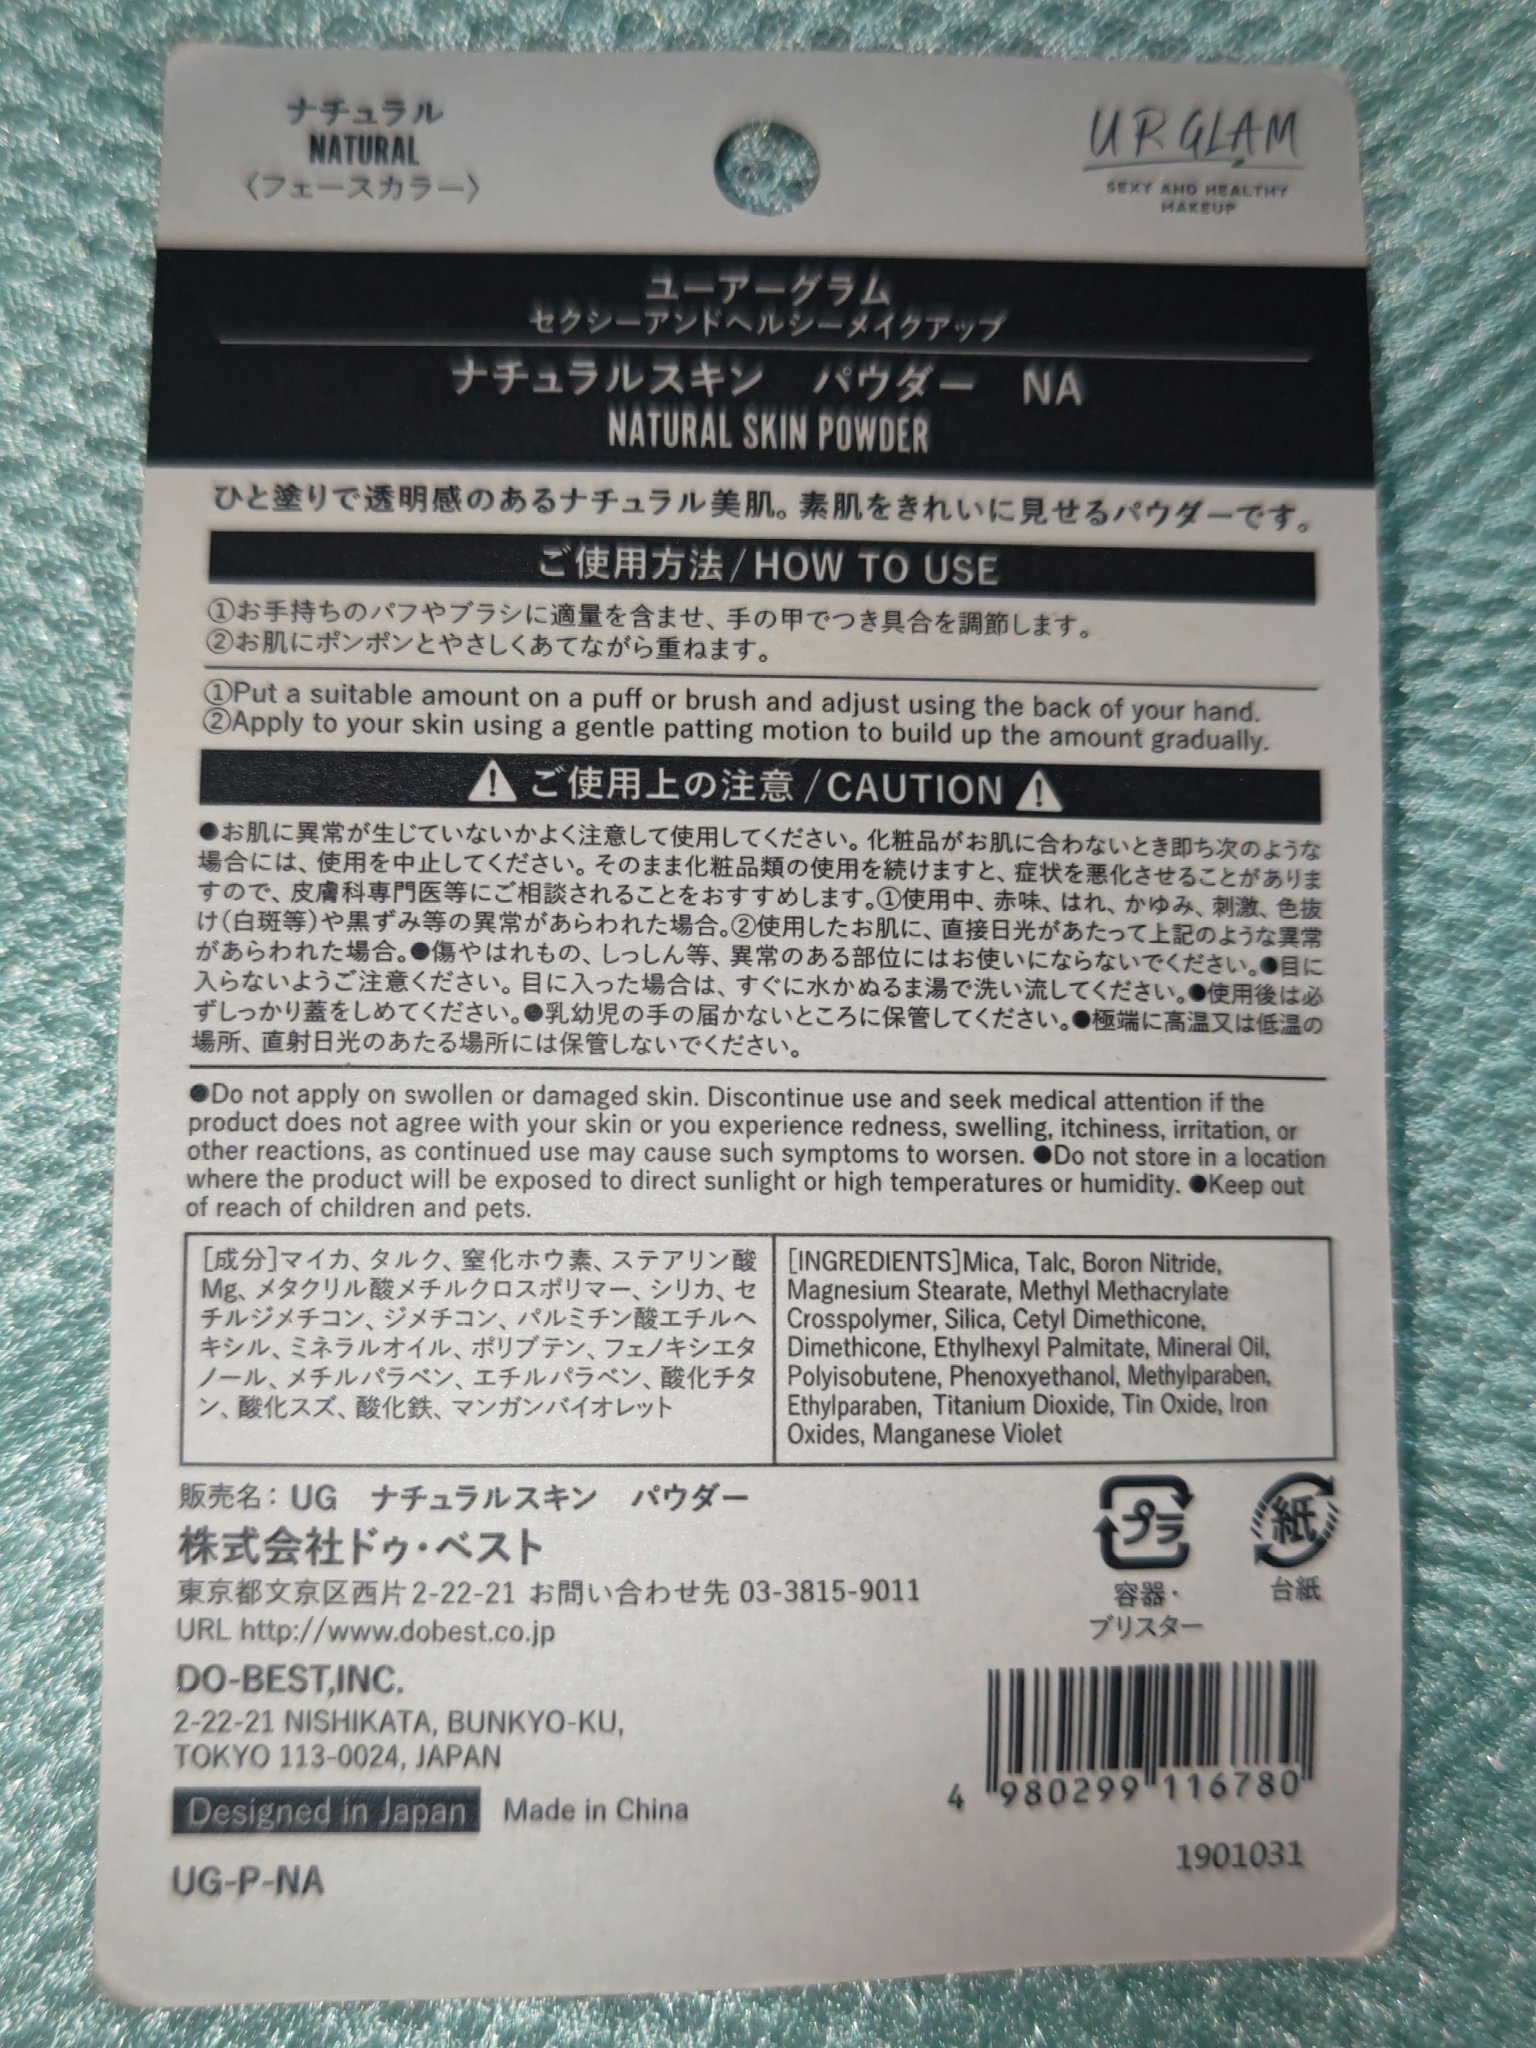 ナチュラル
NATURAL
〈フェースカラー〉
UR GLAM
SEXY AND HEALTHY
MAKEUP
ユーアーグラム
セクシーアンドヘルシーメイクアップ
ナチュラルスキン パウダー NA
NATURAL SKIN POWDER
ひと塗りで透明感のあるナチュラル美肌。素肌をきれいに見せるパウダーです。
ご使用方法/HOW TO USE
①お手持ちのパフやブラシに適量を含ませ、手の甲でつき具合を調節します。
②お肌にポンポンとやさしくあてながら重ねます。
①Put a suitable amount on a puff or brush and adjust using the back of your hand.
②Apply to your skin using a gentle patting motion to build up the amount gradually.
ご使用上の注意/CAUTION
●お肌に異常が生じていないかよく注意して使用してください。化粧品がお肌に合わないとき即ち次のような
場合には、使用を中止してください。そのまま化粧品類の使用を続けますと、症状を悪化させることがありま
すので、皮膚科専門医等にご相談されることをおすすめします。①使用中、赤味、はれ、かゆみ、刺激、色抜
け(白斑等)や黒ずみ等の異常があらわれた場合。②使用したお肌に、直接日光があたって上記のような異常
があらわれた場合。●傷やはれもの、しっしん等、異常のある部位にはお使いにならないでください。●目に
入らないようご注意ください。目に入った場合は、すぐに水かぬるま湯で洗い流してください。●使用後は必
ずしっかり蓋をしめてください。●乳幼児の手の届かないところに保管してください。●極端に高温又は低温の
場所、直射日光のあたる場所には保管しないでください。
●Do not apply on swollen or damaged skin. Discontinue use and seek medical attention if the
product does not agree with your skin or you experience redness, swelling, itchiness, irritation, or
other reactions, as continued use may cause such symptoms to worsen. ●Do not store in a location
where the product will be exposed to direct sunlight or high temperatures or humidity. ●Keep out
of reach of children and pets.
[成分]マイカ、タルク、窒化ホウ素、ステアリン酸
Mg、メタクリル酸メチルクロスポリマー、シリカ、セ
チルジメチコン、ジメチコン、パルミチン酸エチルヘ
キシル、ミネラルオイル、ポリブテン、フェノキシエタ
ノール、メチルパラベン、エチルパラベン、酸化チタ
ン、酸化スズ、酸化鉄、マンガンバイオレット
[INGREDIENTS]Mica, Talc, Boron Nitride,
Magnesium Stearate, Methyl Methacrylate
Crosspolymer, Silica, Cetyl Dimethicone,
Dimethicone, Ethylhexyl Palmitate, Mineral Oil,
Polyisobutene, Phenoxyethanol, Methylparaben,
Ethylparaben, Titanium Dioxide, Tin Oxide, Iron
Oxides, Manganese Violet
販売名: UG ナチュラルスキン パウダー
株式会社ドゥ・ベスト
東京都文京区西片2-22-21 お問い合わせ先 03-3815-9011
URL http://www.dobest.co.jp
プラ
容器・
ブリスター
紙
台紙
DO-BEST,INC.
2-22-21 NISHIKATA, BUNKYO-KU,
TOKYO 113-0024, JAPAN
Designed in Japan Made in China
UG-P-NA
4 980299 116780
1901031